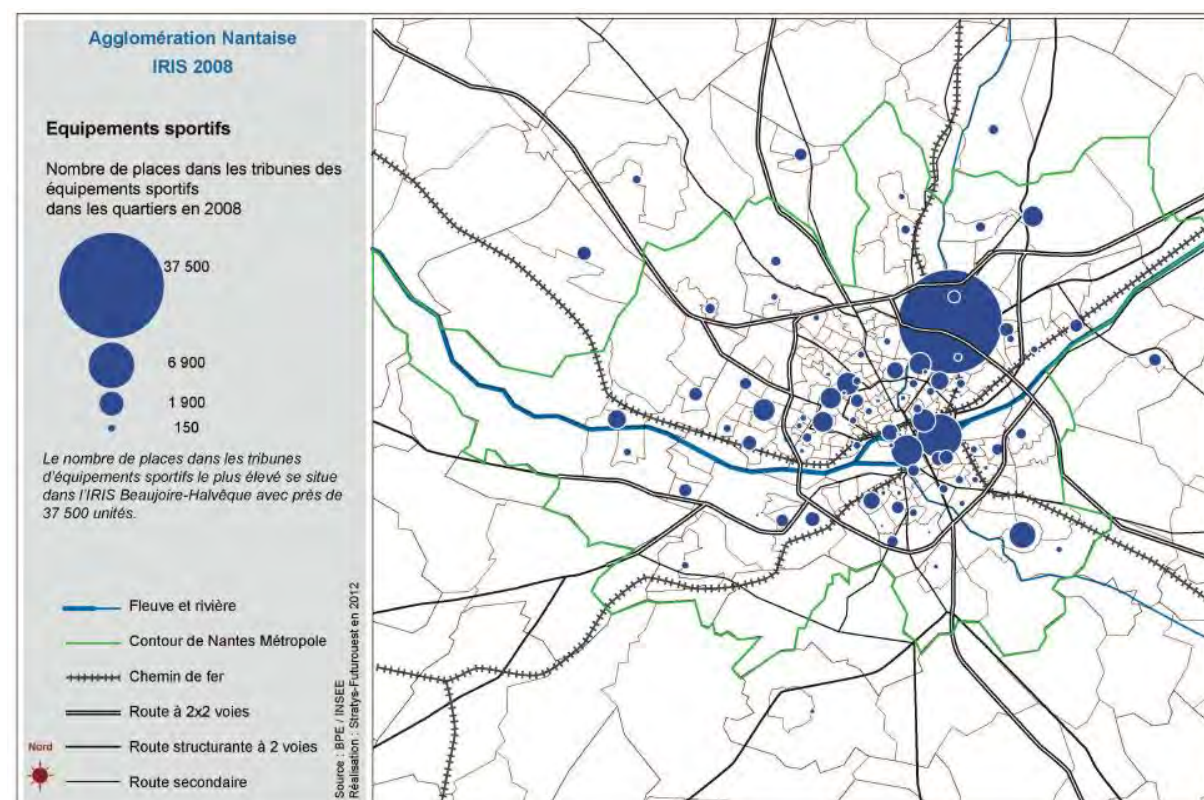 Agglomération Nantaise
IRIS 2008
Equipements sportifs
Nombre de places dans les tribunes des
équipements sportifs
dans les quartiers en 2008
37 500
6 900
1 900
150
Le nombre de places dans les tribunes
d'équipements sportifs le plus élevé se situe
dans l'IRIS Beaujoire-Halvêque avec près de
37 500 unités.
Fleuve et rivière
Contour de Nantes Métropole
Chemin de fer
Route à 2x2 voies
Nord
Route structurante à 2 voies
Route secondaire
Source : BPE / INSEE
Réalisation : Stratys-Futurouest en 2012